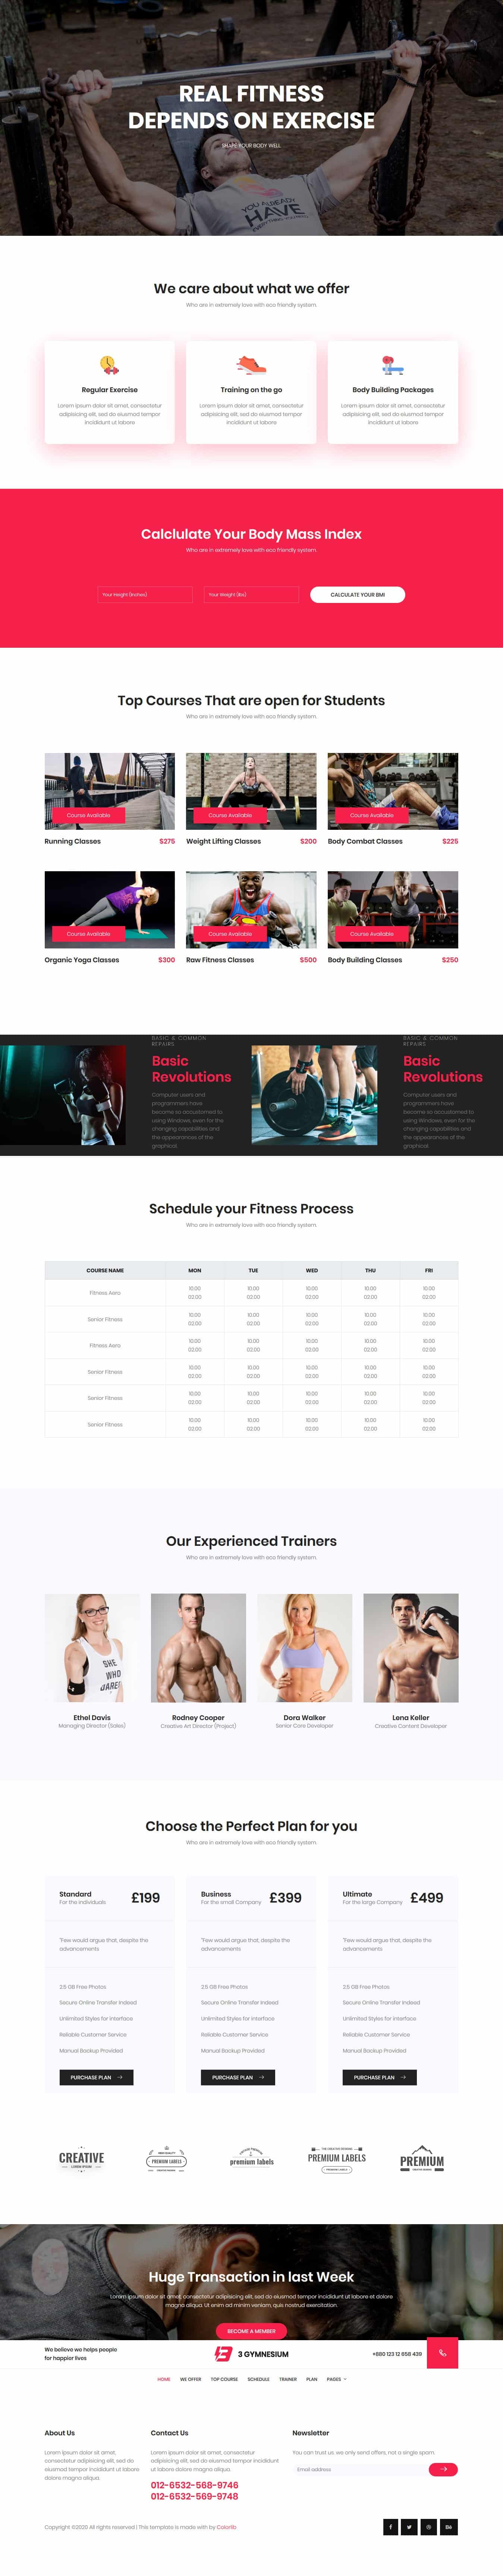 REAL FITNESS
DEPENDS ON EXERCISE
SHAPE YOUR BODY WELL
YOU ALREADY
HAVE
We care about what we offer
Who are in extremely love with eco friendly system.
Regular Exercise
Lorem ipsum dolor sit amet, consectetur
adipisicing elit, sed do eiusmod tempor
incididunt ut labore
Training on the go
Lorem ipsum dolor sit amet, consectetur
adipisicing elit, sed do eiusmod tempor
incididunt ut labore
Body Building Packages
Lorem ipsum dolor sit amet, consectetur
adipisicing elit, sed do eiusmod tempor
incididunt ut labore
Calclulate Your Body Mass Index
Who are in extremely love with eco friendly system.
Your Height (inches)
Your Weight (lbs)
CALCULATE YOUR BMI
Top Courses That are open for Students
Who are in extremely love with eco friendly system.
Course Available
Course Available
Course Available
Running Classes $275
Weight Lifting Classes $200
Body Combat Classes $225
Course Available
Course Available
Course Available
Organic Yoga Classes $300
Raw Fitness Classes $500
Body Building Classes $250
BASIC & COMMON
REPAIRS
Basic
Revolutions
Computer users and
programmers have
become so accustomed to
using Windows, even for the
changing capabilities and
the appearances of the
graphical
BASIC & COMMON
REPAIRS
Basic
Revolutions
Computer users and
programmers have
become so accustomed to
using Windows, even for the
changing capabilities and
the appearances of the
graphical
Schedule your Fitness Process
Who are in extremely love with eco friendly system.
COURSE NAME MON TUE WED THU FRI
10.00 10.00 10.00 10.00 10.00
Fitness Aero
02.00 02.00 02.00 02.00 02.00
10.00 10.00 10.00 10.00 10.00
Senior Fitness
02.00 02.00 02.00 02.00 02.00
10.00 10.00 10.00 10.00 10.00
Fitness Aero
02.00 02.00 02.00 02.00 02.00
10.00 10.00 10.00 10.00 10.00
Senior Fitness
02.00 02.00 02.00 02.00 02.00
10.00 10.00 10.00 10.00 10.00
Senior Fitness
02.00 02.00 02.00 02.00 02.00
10.00 10.00 10.00 10.00 10.00
Senior Fitness
02.00 02.00 02.00 02.00 02.00
Our Experienced Trainers
Who are in extremely love with eco friendly system.
SHE
WHO
DARES
Ethel Davis
Managing Director (Sales)
Rodney Cooper
Creative Art Director (Project)
Dora Walker
Senior Core Developer
Lena Keller
Creative Content Developer
Choose the Perfect Plan for you
Who are in extremely love with eco friendly system.
Standard
For the individuals
£199
"Few would argue that, despite the
advancements
2.5 GB Free Photos
Secure Online Transfer Indeed
Unlimited Styles for interface
Reliable Customer Service
Manual Backup Provided
PURCHASE PLAN →
Business
For the small Company
£399
"Few would argue that, despite the
advancements
2.5 GB Free Photos
Secure Online Transfer Indeed
Unlimited Styles for interface
Reliable Customer Service
Manual Backup Provided
PURCHASE PLAN →
Ultimate
For the large Company
£499
"Few would argue that, despite the
advancements
2.5 GB Free Photos
Secure Online Transfer Indeed
Unlimited Styles for interface
Reliable Customer Service
Manual Backup Provided
PURCHASE PLAN →
CREATIVE
LOREM IPSUM
HIGH QUALITY
PREMIUM LABELS
premium labels
PREMIUM LABELS
PREMIUM
Huge Transaction in last Week
Lorem ipsum dolor sit amet, consectetur adipisicing elit, sed do eiusmod tempor incididunt ut labore et dolore
magna aliqua. Ut enim ad minim veniam, quis nostrud exercitation.
BECOME A MEMBER
We believe we helps people
for happier lives
3 GYMNESIUM
+880 123 12 658 439
HOME WE OFFER TOP COURSE SCHEDULE TRAINER PLAN PAGES
About Us
Lorem ipsum dolor sit amet,
consectetur adipisicing elit, sed do
eiusmod tempor incididunt ut labore
dolore magna aliqua.
Contact Us
Lorem ipsum dolor sit amet, consectetur
adipisicing elit, sed do eiusmod tempor incididunt
ut labore dolore magna aliqua.
012-6532-568-9746
012-6532-569-9748
Newsletter
You can trust us. we only send offers, not a single spam.
Email address
Copyright ©2020 All rights reserved | This template is made with by Colorlib